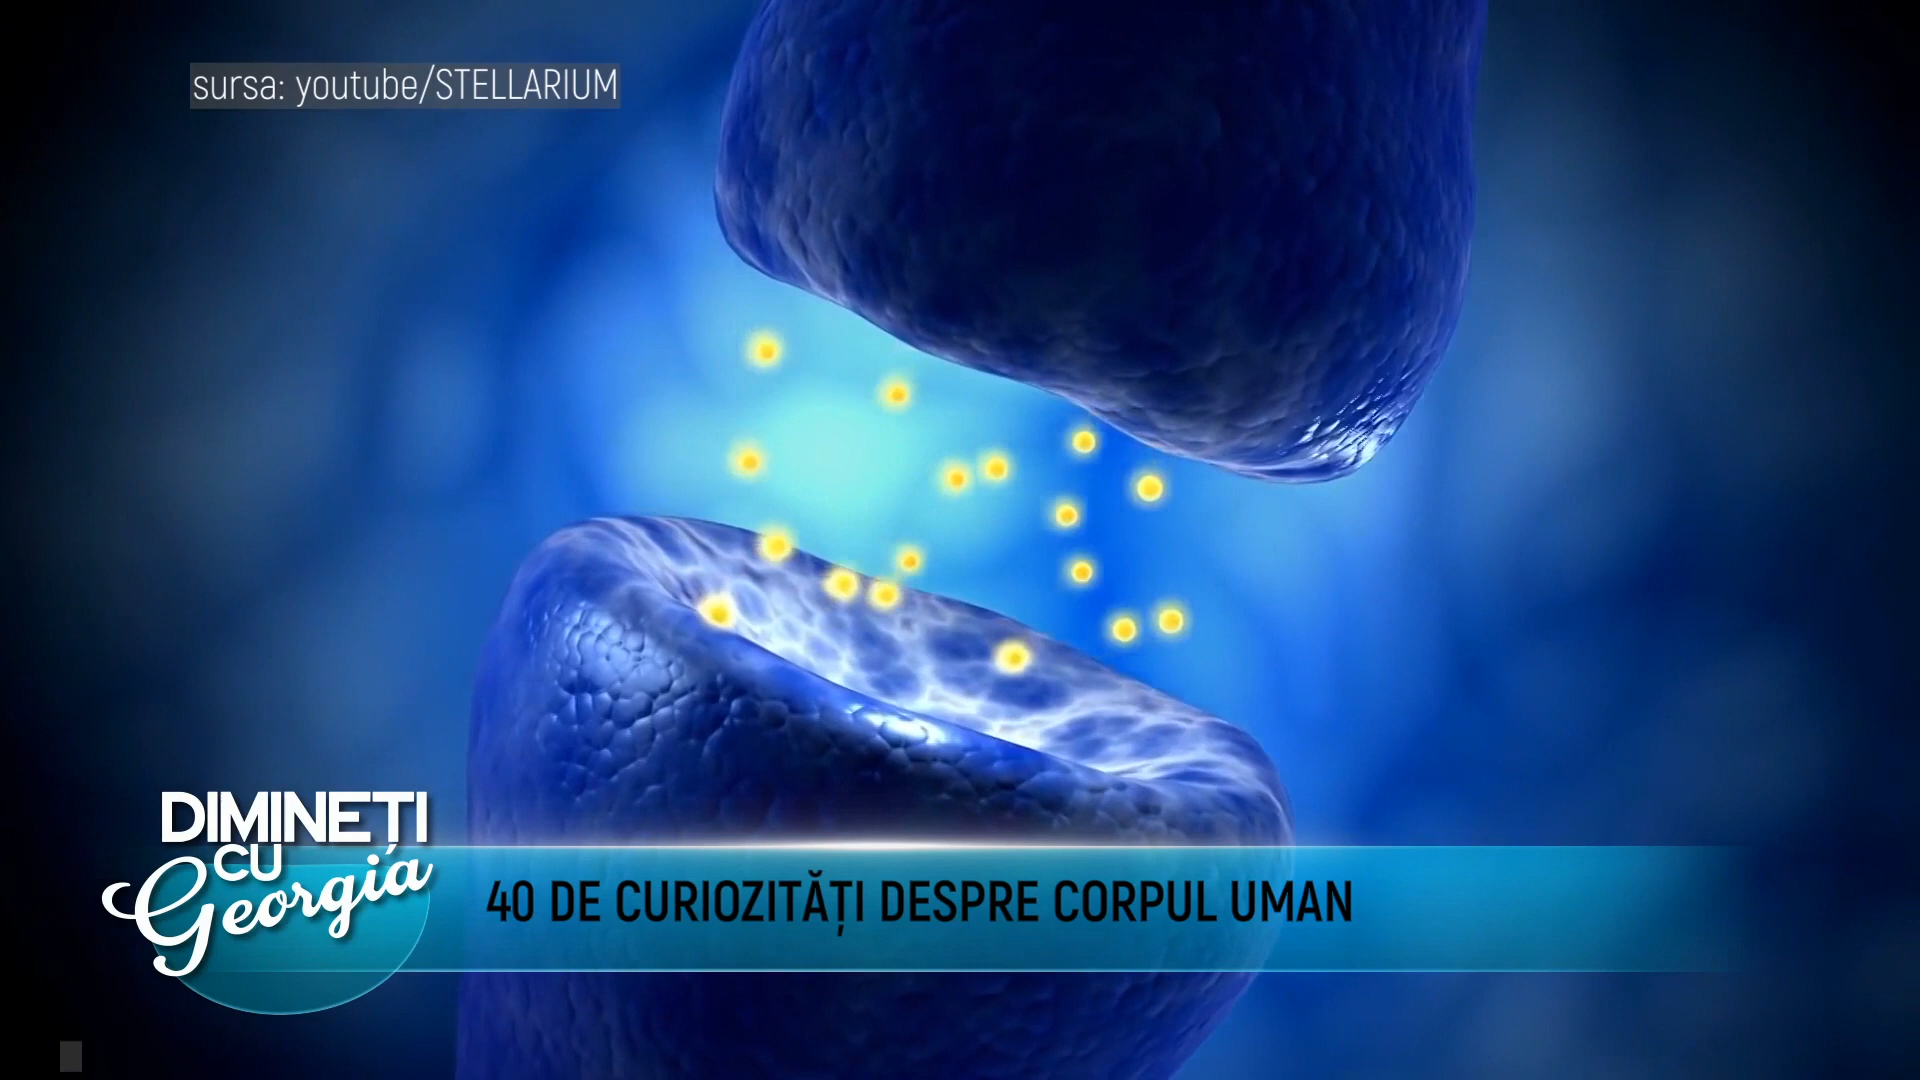 sursa: youtube/STELLARIUM
DIMINEȚI
CU
Georgia
40 DE CURIOZITĂȚI DESPRE CORPUL UMAN